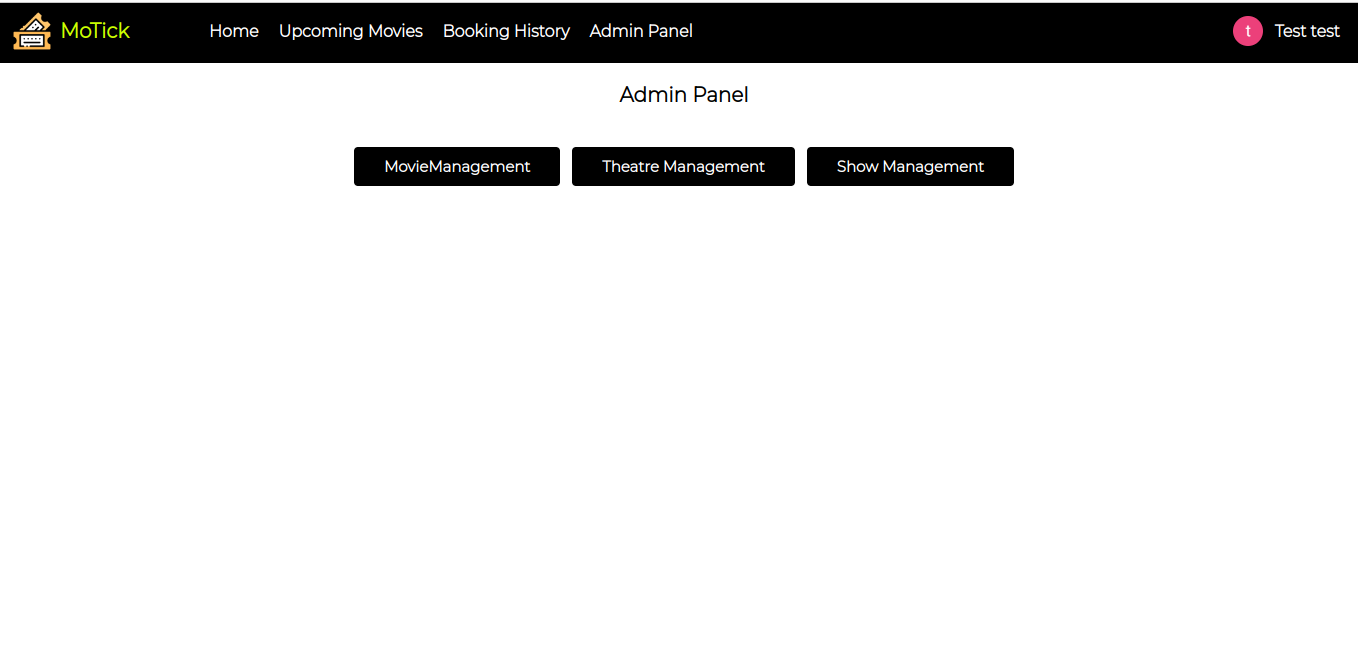 MoTick Home Upcoming Movies Booking History Admin Panel t Test test
Admin Panel
MovieManagement Theatre Management Show Management